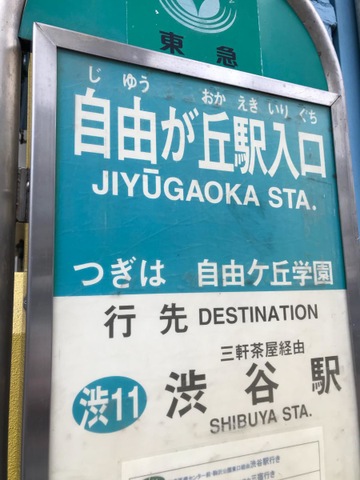 東急
じ ゆう おか えき いり ぐち
自由が丘駅入口
JIYŪGAOKA STA.
つぎは 自由ケ丘学園
行先 DESTINATION
三軒茶屋経由
渋11 渋谷駅
SHIBUYA STA.